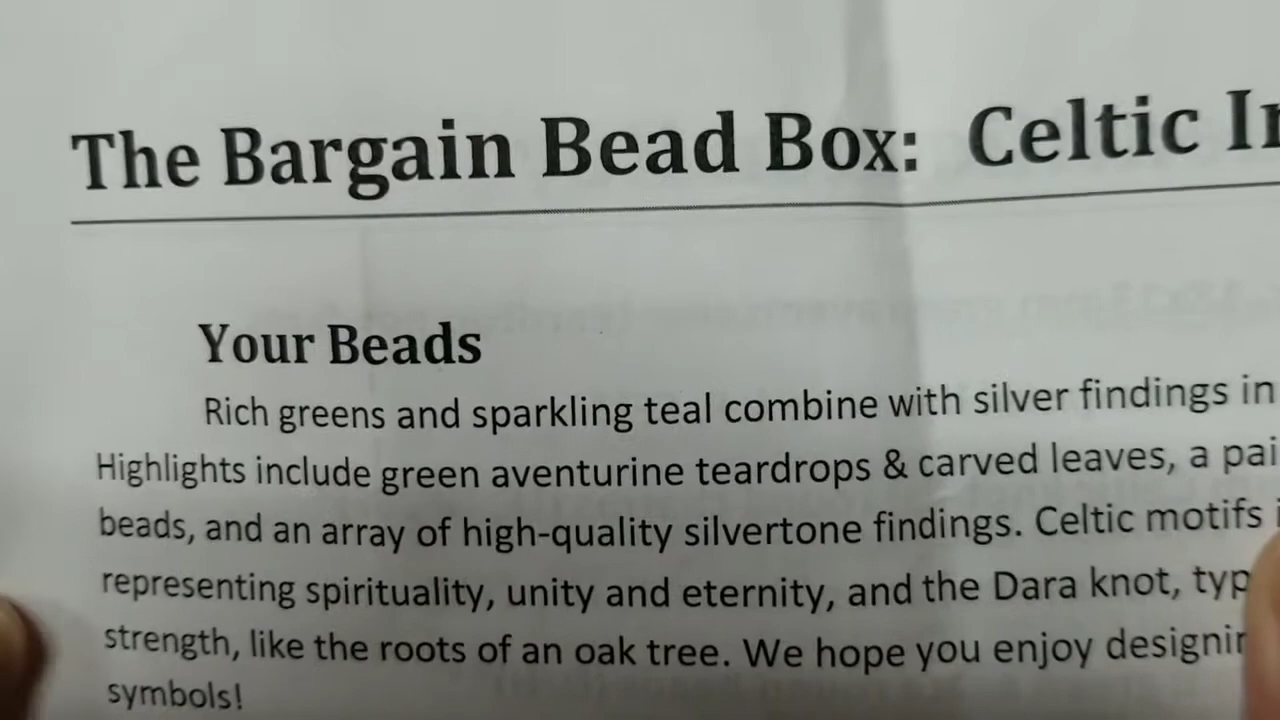 The Bargain Bead Box: Celtic
Your Beads
Rich greens and sparkling teal combine with silver findings in
Highlights include green aventurine teardrops & carved leaves, a
beads, and an array of high-quality silvertone findings. Celtic motifs
representing spirituality, unity and eternity, and the Dara knot,
strength, like the roots of an oak tree. We hope you enjoy
symbols!